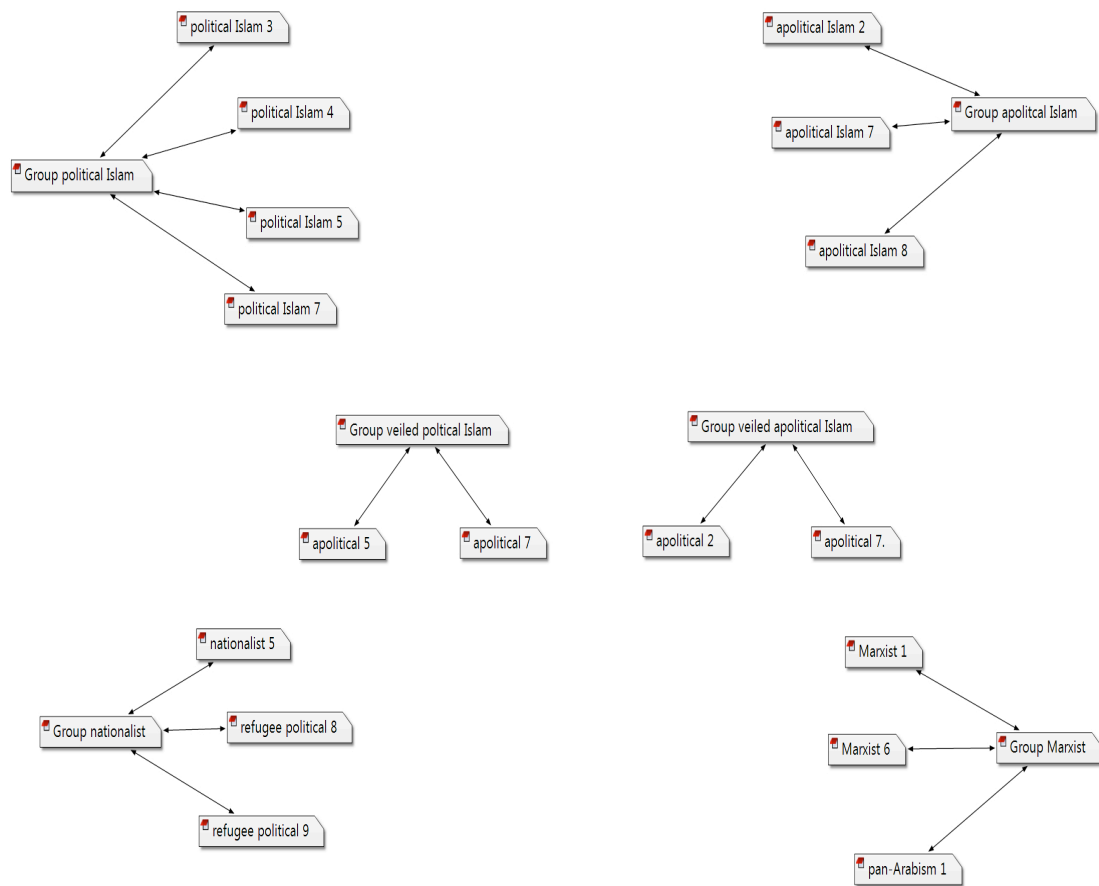 political Islam 3
political Islam 4
Group political Islam
political Islam 5
political Islam 7
apolitical Islam 2
Group apolitcal Islam
apolitical Islam 7
apolitical Islam 8
Group veiled poltical Islam
apolitical 5
apolitical 7
Group veiled apolitical Islam
apolitical 2
apolitical 7.
nationalist 5
Group nationalist
refugee political 8
refugee political 9
Marxist 1
Marxist 6
Group Marxist
pan-Arabism 1